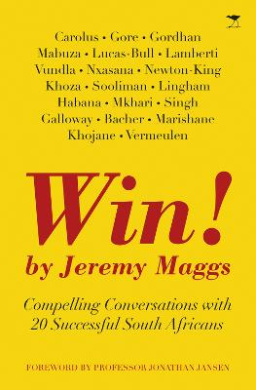 Carolus • Gore • Gordhan
Mabuza • Lucas-Bull • Lamberti
Vundla • Nxasana • Newton-King
Khoza • Sooliman • Lingham
Habana • Mkhari • Singh
Galloway • Bacher • Marishane
Khojane • Vermeulen
Win!
by Jeremy Maggs
Compelling Conversations with
20 Successful South Africans
FOREWORD BY PROFESSOR JONATHAN JANSEN